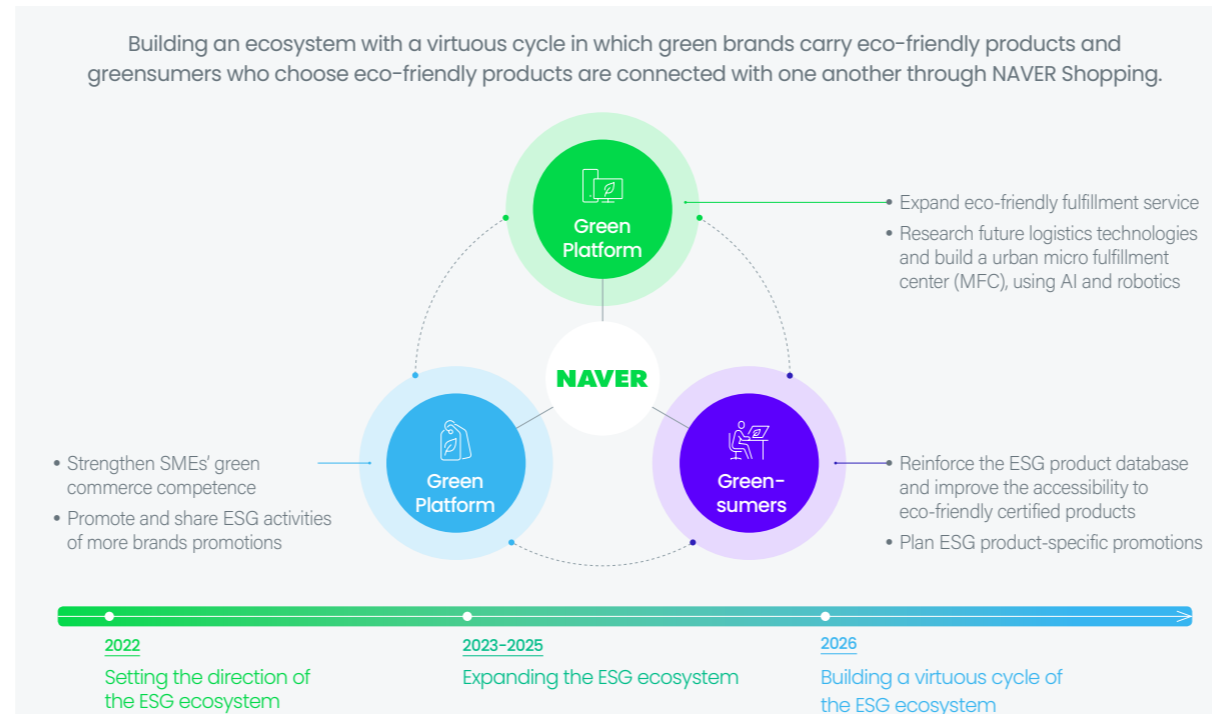 Building an ecosystem with a virtuous cycle in which green brands carry eco-friendly products and
greensumers who choose eco-friendly products are connected with one another through NAVER Shopping.
Green
Platform
• Expand eco-friendly fulfillment service
• Research future logistics technologies
and build a urban micro fulfillment
center (MFC), using AI and robotics
NAVER
• Strengthen SMEs' green
commerce competence
• Promote and share ESG activities
of more brands promotions
Green
Platform
Green-
sumers
• Reinforce the ESG product database
and improve the accessibility to
eco-friendly certified products
• Plan ESG product-specific promotions
2022
Setting the direction of
the ESG ecosystem
2023-2025
Expanding the ESG ecosystem
2026
Building a virtuous cycle of
the ESG ecosystem